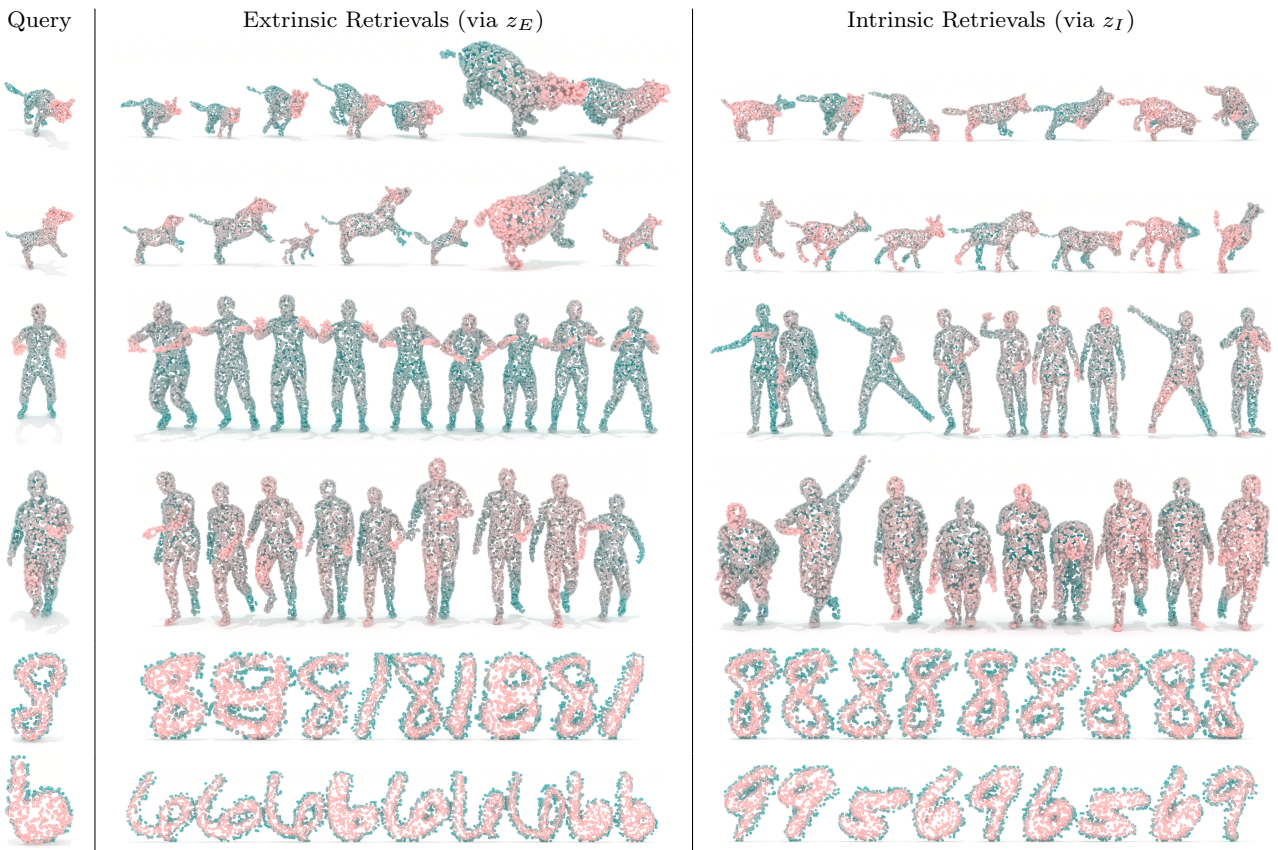 Query
Extrinsic Retrievals (via z_E)
Intrinsic Retrievals (via z_I)